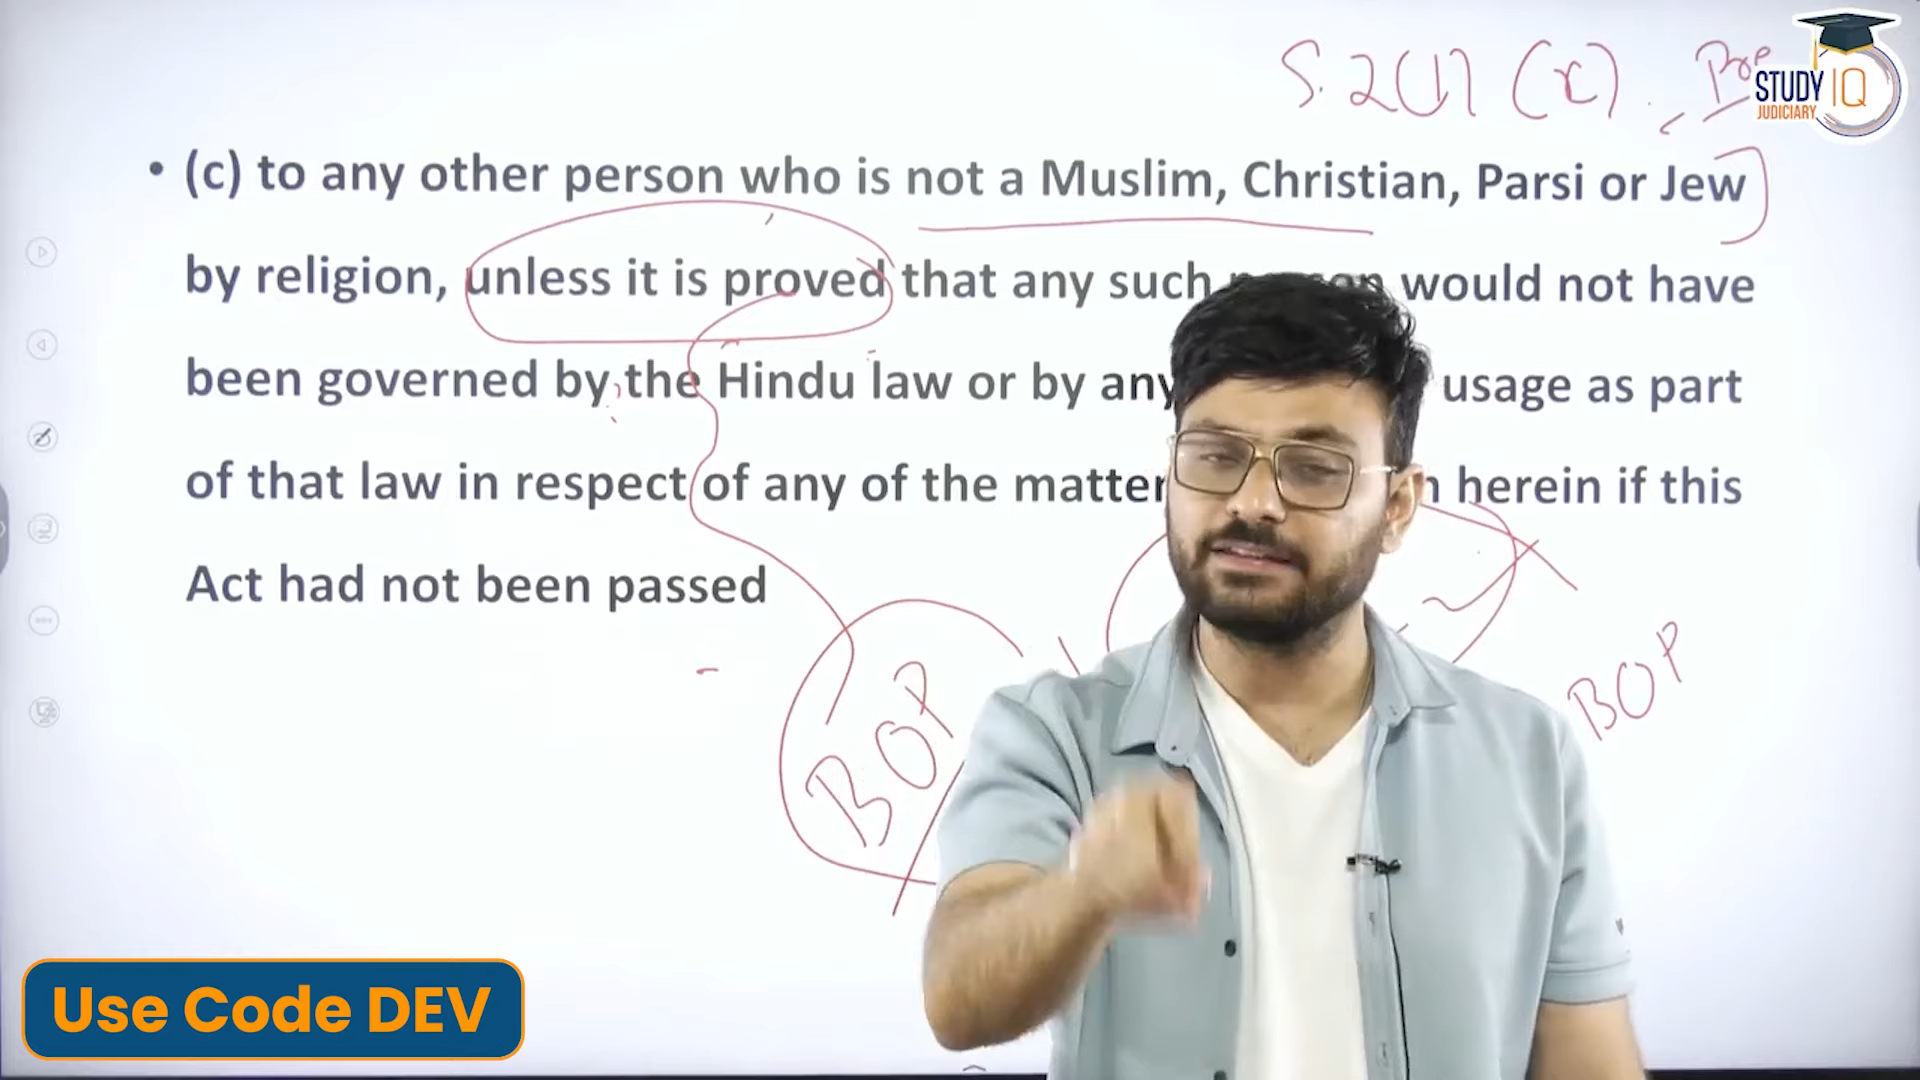 S. 2(1) (c)
Pre
STUDY IQ
JUDICIARY
• (c) to any other person who is not a Muslim, Christian, Parsi or Jew
by religion, unless it is proved that any such person would not have
been governed by the Hindu law or by any usage as part
of that law in respect of any of the matter herein if this
Act had not been passed
BOP
BOP
Use Code DEV